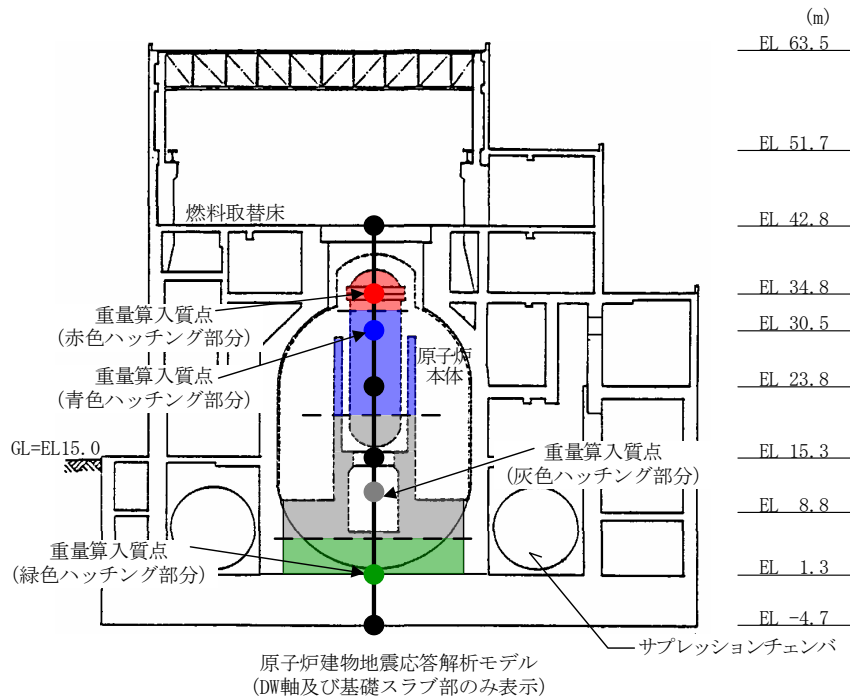 (m)
EL 63.5
EL 51.7
燃料取替床
EL 42.8
EL 34.8
重量算入質点
(赤色ハッチング部分)
EL 30.5
原子炉
本体
重量算入質点
(青色ハッチング部分)
EL 23.8
GL=EL15.0
EL 15.3
重量算入質点
(灰色ハッチング部分)
EL 8.8
重量算入質点
(緑色ハッチング部分)
EL 1.3
EL -4.7
サプレッションチェンバ
原子炉建物地震応答解析モデル
(DW軸及び基礎スラブ部のみ表示)